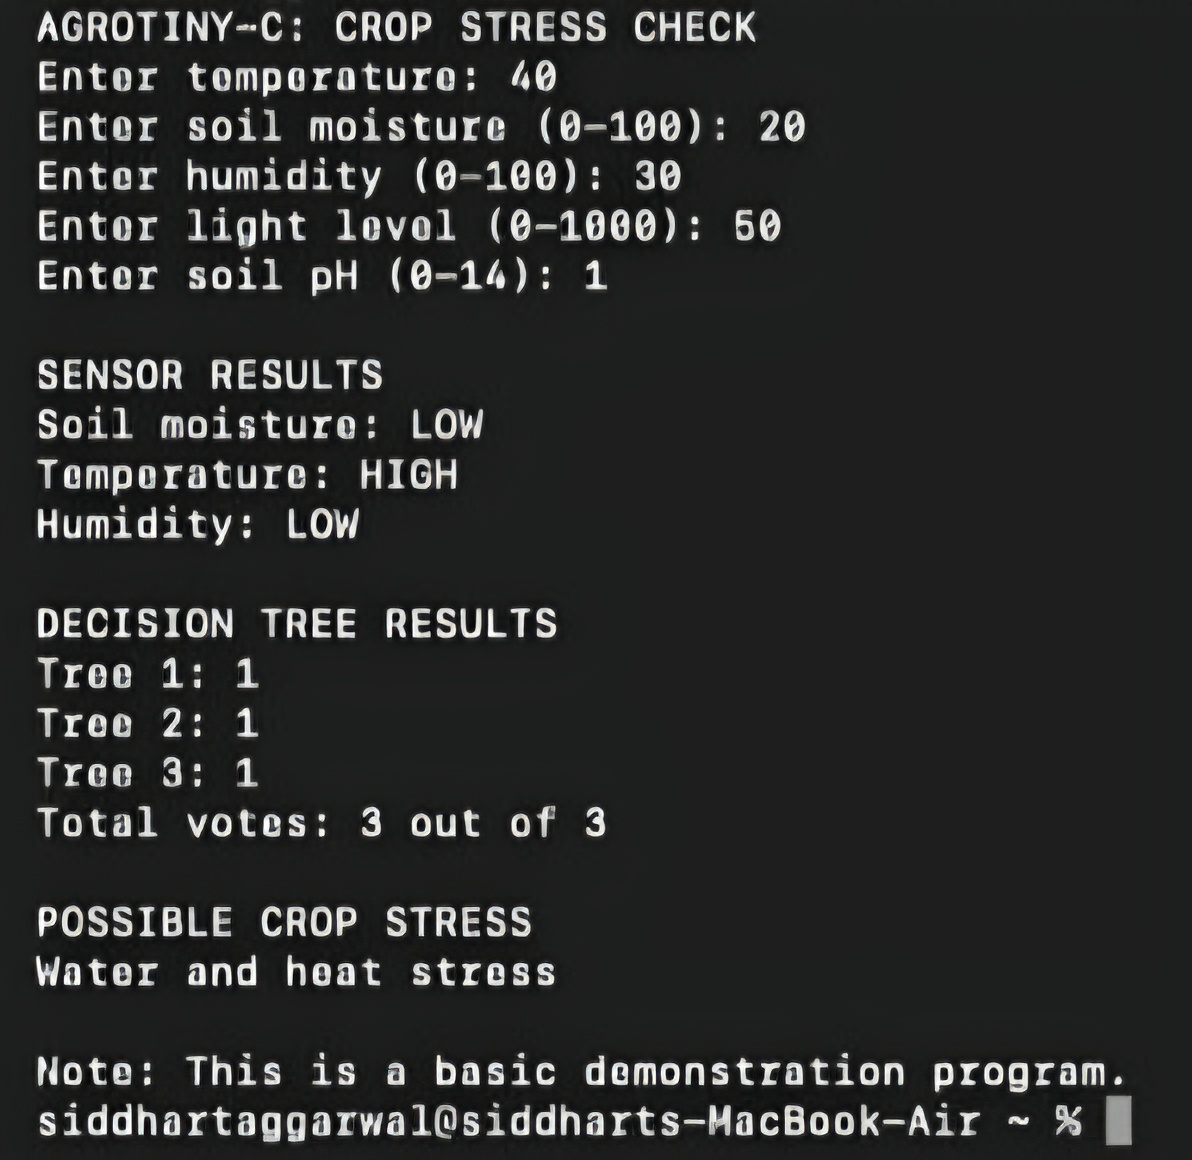 AGROTINY-C: CROP STRESS CHECK
Enter temperature: 40
Enter soil moisture (0-100): 20
Enter humidity (0-100): 30
Enter light level (0-1000): 50
Enter soil pH (0-14): 1
SENSOR RESULTS
Soil moisture: LOW
Temperature: HIGH
Humidity: LOW
DECISION TREE RESULTS
Tree 1: 1
Tree 2: 1
Tree 3: 1
Total votes: 3 out of 3
POSSIBLE CROP STRESS
Water and heat stress
Note: This is a basic demonstration program.
siddhartaggarwal@siddharts-MacBook-Air ~ %